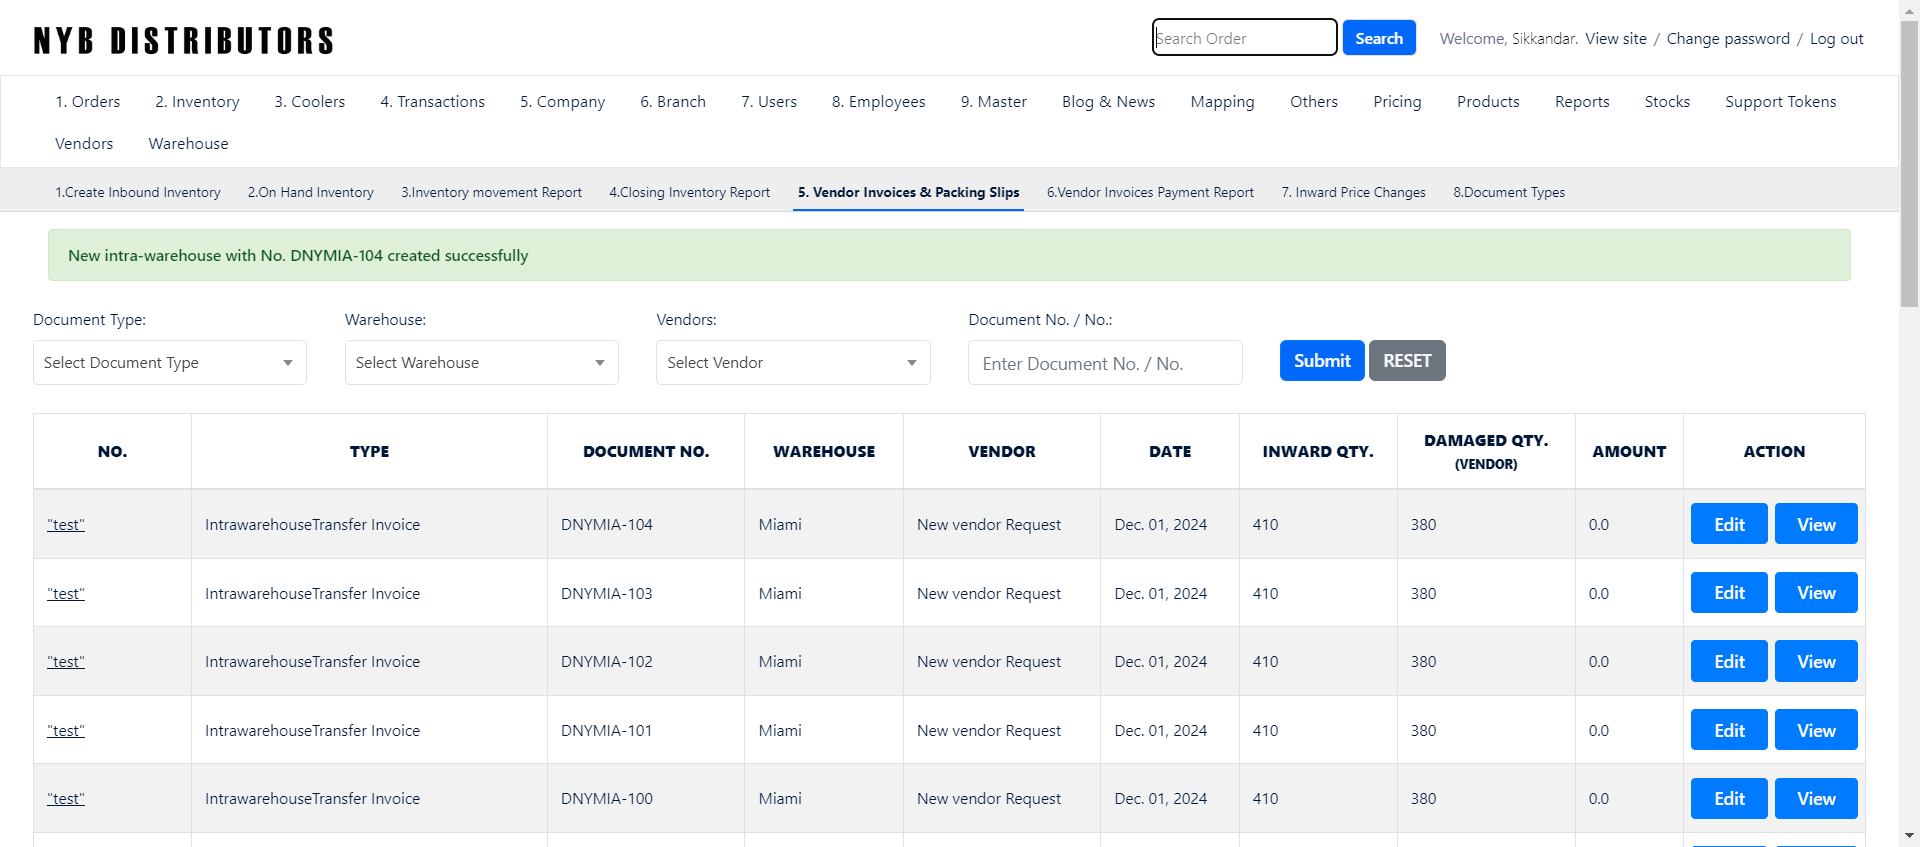 NYB DISTRIBUTORS
Search Order
Search
Welcome, Sikkandar. View site / Change password / Log out
1. Orders 2. Inventory 3. Coolers 4. Transactions 5. Company 6. Branch 7. Users 8. Employees 9. Master Blog & News Mapping Others Pricing Products Reports Stocks Support Tokens
Vendors Warehouse
1.Create Inbound Inventory 2.On Hand Inventory 3.Inventory movement Report 4.Closing Inventory Report 5. Vendor Invoices & Packing Slips 6.Vendor Invoices Payment Report 7. Inward Price Changes 8.Document Types
New intra-warehouse with No. DNYMIA-104 created successfully
Document Type: Warehouse: Vendors: Document No. / No.:
Select Document Type Select Warehouse Select Vendor Enter Document No. / No. Submit RESET
NO. TYPE DOCUMENT NO. WAREHOUSE VENDOR DATE INWARD QTY. DAMAGED QTY. (VENDOR) AMOUNT ACTION
"test" IntrawarehouseTransfer Invoice DNYMIA-104 Miami New vendor Request Dec. 01, 2024 410 380 0.0 Edit View
"test" IntrawarehouseTransfer Invoice DNYMIA-103 Miami New vendor Request Dec. 01, 2024 410 380 0.0 Edit View
"test" IntrawarehouseTransfer Invoice DNYMIA-102 Miami New vendor Request Dec. 01, 2024 410 380 0.0 Edit View
"test" IntrawarehouseTransfer Invoice DNYMIA-101 Miami New vendor Request Dec. 01, 2024 410 380 0.0 Edit View
"test" IntrawarehouseTransfer Invoice DNYMIA-100 Miami New vendor Request Dec. 01, 2024 410 380 0.0 Edit View